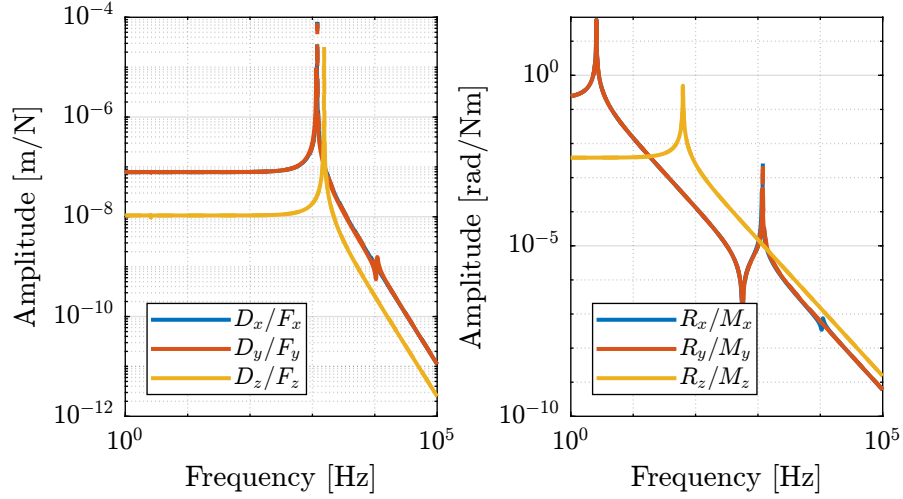 10^-4
10^-6
10^-8
10^-10
10^-12
Amplitude [m/N]
D_x/F_x
D_y/F_y
D_z/F_z
10^0
10^5
Frequency [Hz]
10^0
10^-5
10^-10
Amplitude [rad/Nm]
R_x/M_x
R_y/M_y
R_z/M_z
10^0
10^5
Frequency [Hz]